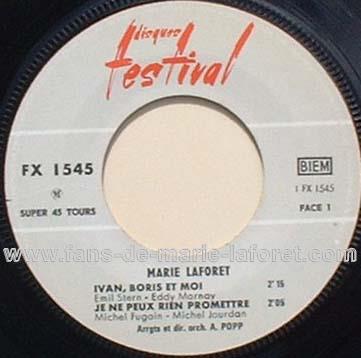 disques
festival
FX 1545
BIEM
1 FX 1545
SUPER 45 TOURS
FACE 1
www.fans-de-marie-laforet.com
MARIE LAFORET
IVAN, BORIS ET MOI 2'15
Emil Stern - Eddy Marnay
JE NE PEUX RIEN PROMETTRE 2'05
Michel Fugain - Michel Jourdan
Arrgts et dir. orch. A. POPP